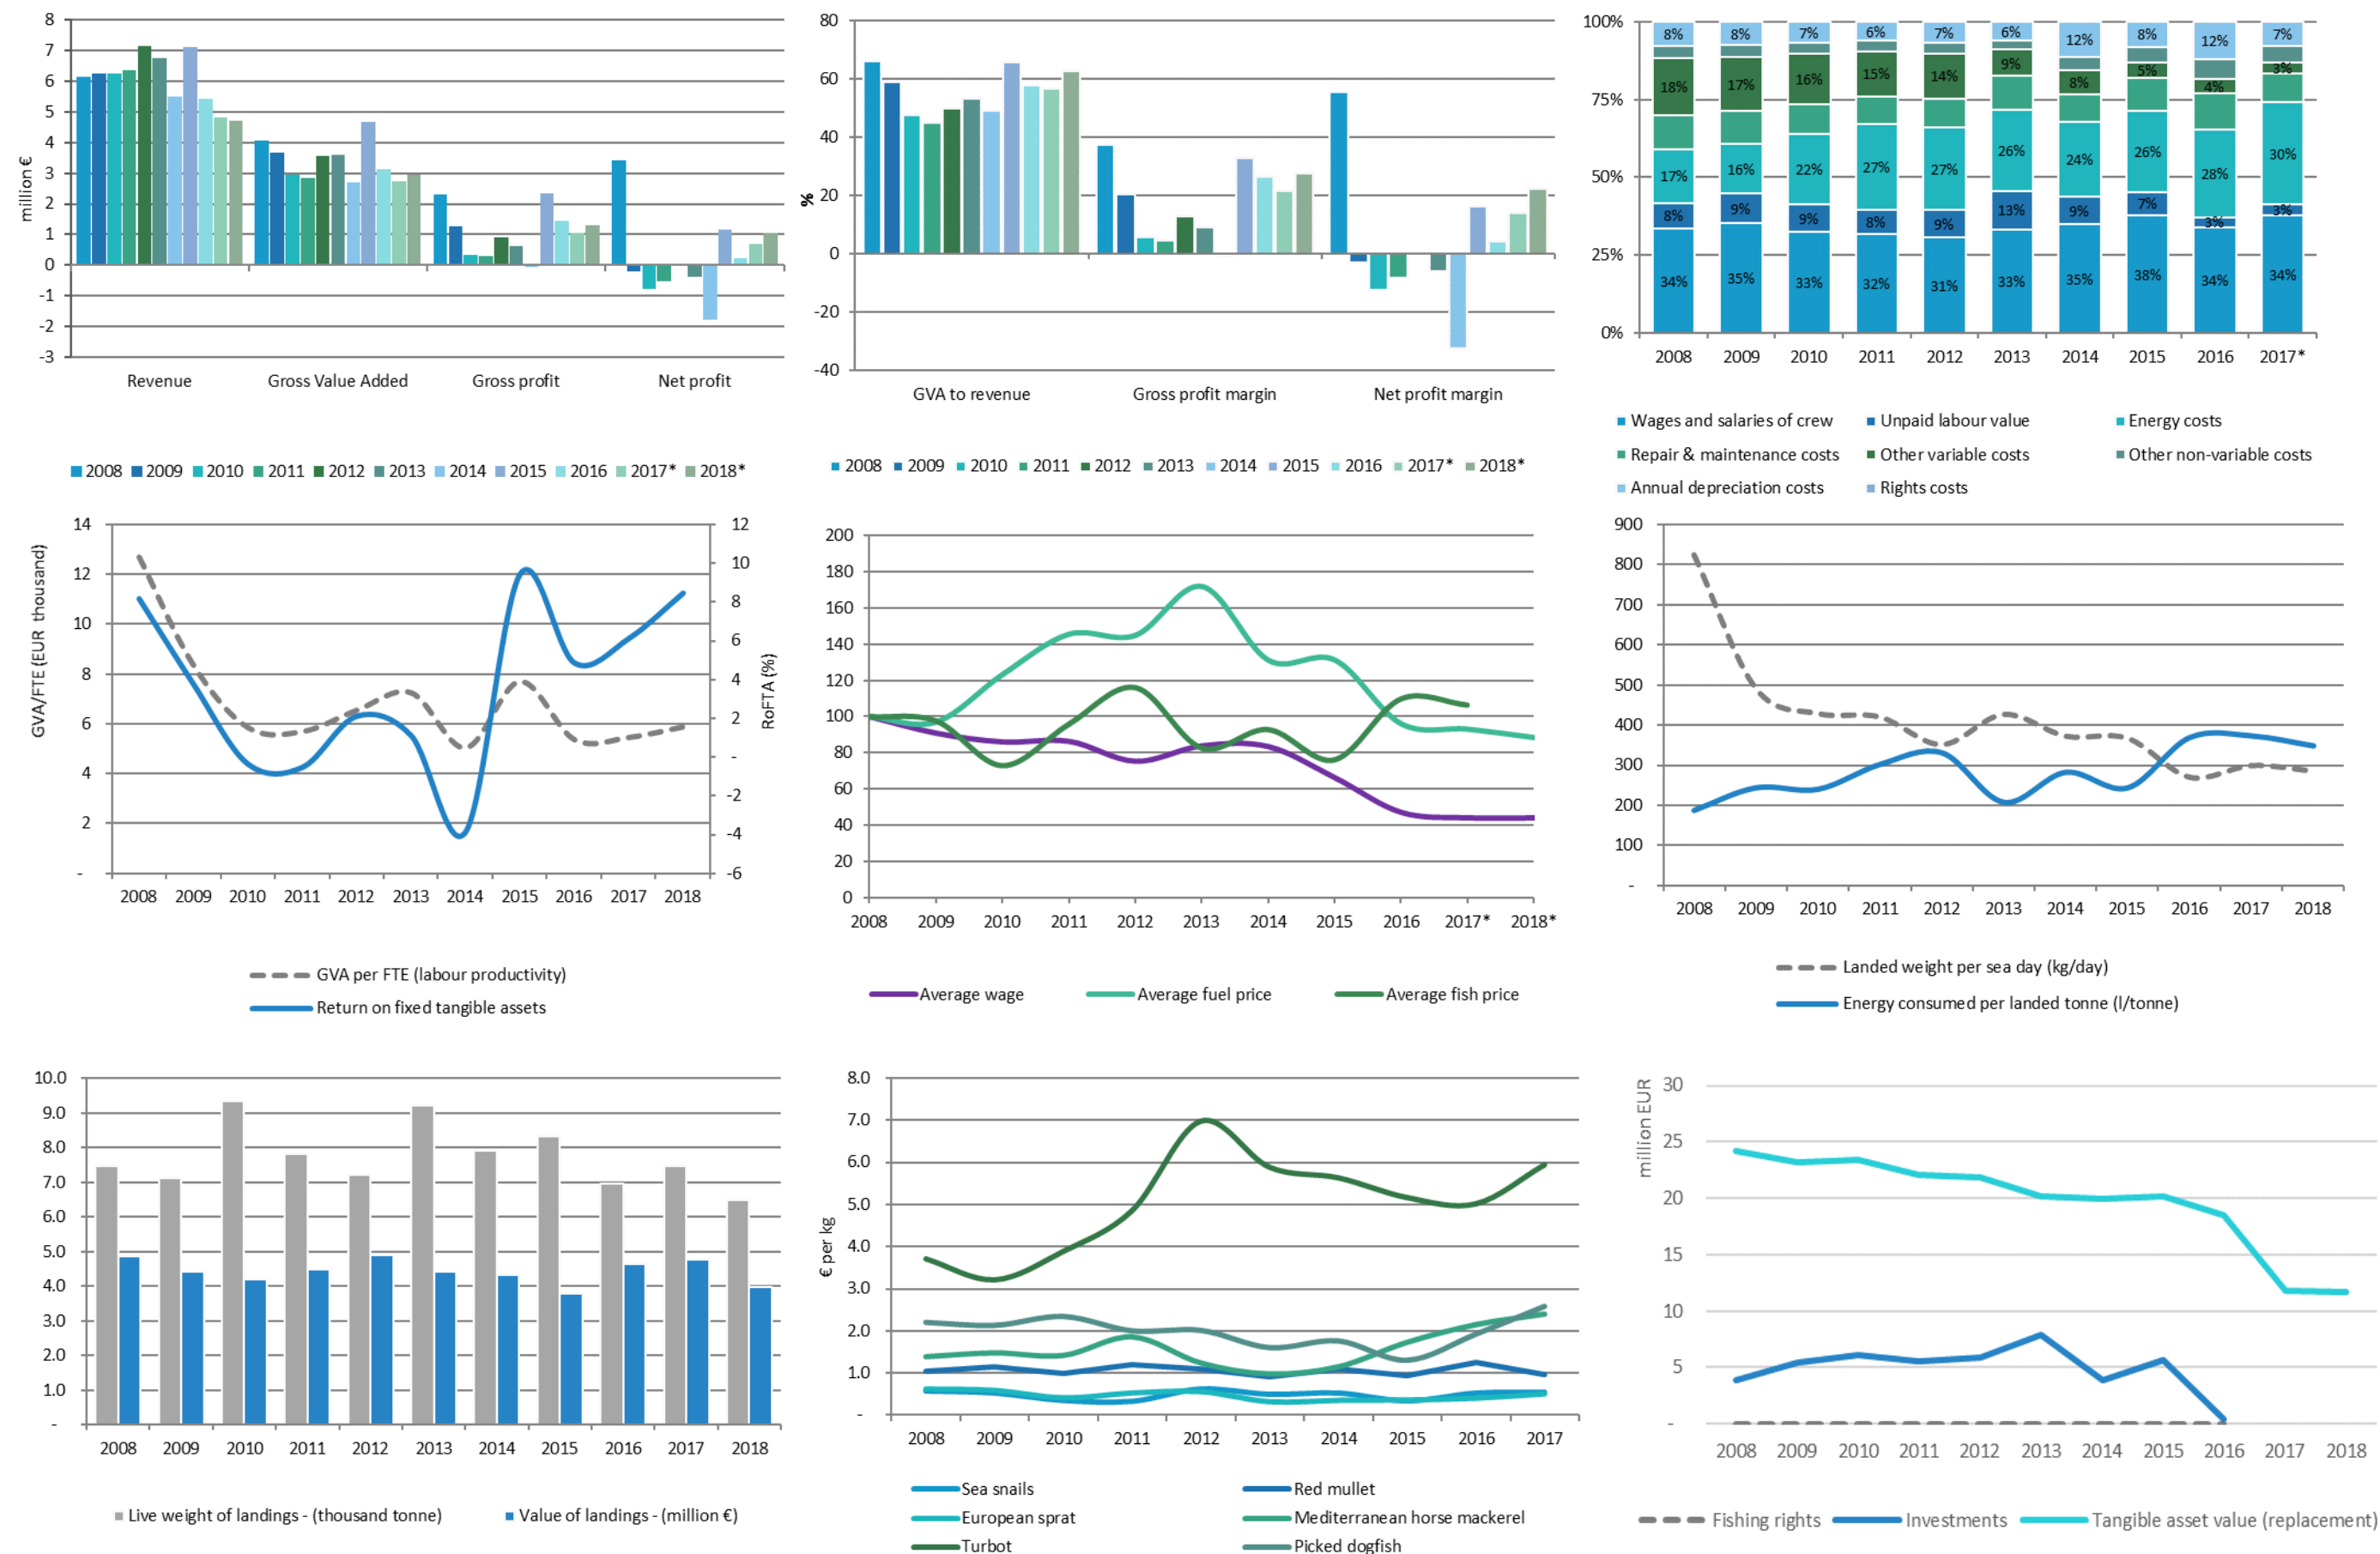 8
7
6
5
4
3
2
1
0
-1
-2
-3
million €
Revenue Gross Value Added Gross profit Net profit
2008 2009 2010 2011 2012 2013 2014 2015 2016 2017* 2018*
80
60
40
20
0
-20
-40
%
GVA to revenue Gross profit margin Net profit margin
2008 2009 2010 2011 2012 2013 2014 2015 2016 2017* 2018*
100%
75%
50%
25%
0%
8% 8% 7% 6% 7% 6% 12% 8% 12% 7%
18% 17% 16% 15% 14% 9% 8% 5% 4% 3%
17% 16% 22% 27% 27% 26% 24% 26% 28% 30%
8% 9% 9% 8% 9% 13% 9% 7% 3% 3%
34% 35% 33% 32% 31% 33% 35% 38% 34% 34%
2008 2009 2010 2011 2012 2013 2014 2015 2016 2017*
Wages and salaries of crew Unpaid labour value Energy costs
Repair & maintenance costs Other variable costs Other non-variable costs
Annual depreciation costs Rights costs
GVA/FTE (EUR thousand)
14
12
10
8
6
4
2
-
12
10
8
6
4
2
-
-2
-4
-6
RoFTA (%)
2008 2009 2010 2011 2012 2013 2014 2015 2016 2017 2018
GVA per FTE (labour productivity)
Return on fixed tangible assets
200
180
160
140
120
100
80
60
40
20
0
2008 2009 2010 2011 2012 2013 2014 2015 2016 2017* 2018*
Average wage Average fuel price Average fish price
900
800
700
600
500
400
300
200
100
-
2008 2009 2010 2011 2012 2013 2014 2015 2016 2017 2018
Landed weight per sea day (kg/day)
Energy consumed per landed tonne (l/tonne)
10.0
9.0
8.0
7.0
6.0
5.0
4.0
3.0
2.0
1.0
-
2008 2009 2010 2011 2012 2013 2014 2015 2016 2017 2018
Live weight of landings - (thousand tonne) Value of landings - (million €)
8.0
7.0
6.0
5.0
4.0
3.0
2.0
1.0
-
€ per kg
2008 2009 2010 2011 2012 2013 2014 2015 2016 2017
Sea snails Red mullet
European sprat Mediterranean horse mackerel
Turbot Picked dogfish
million EUR
30
25
20
15
10
5
-
2008 2009 2010 2011 2012 2013 2014 2015 2016 2017 2018
Fishing rights Investments Tangible asset value (replacement)